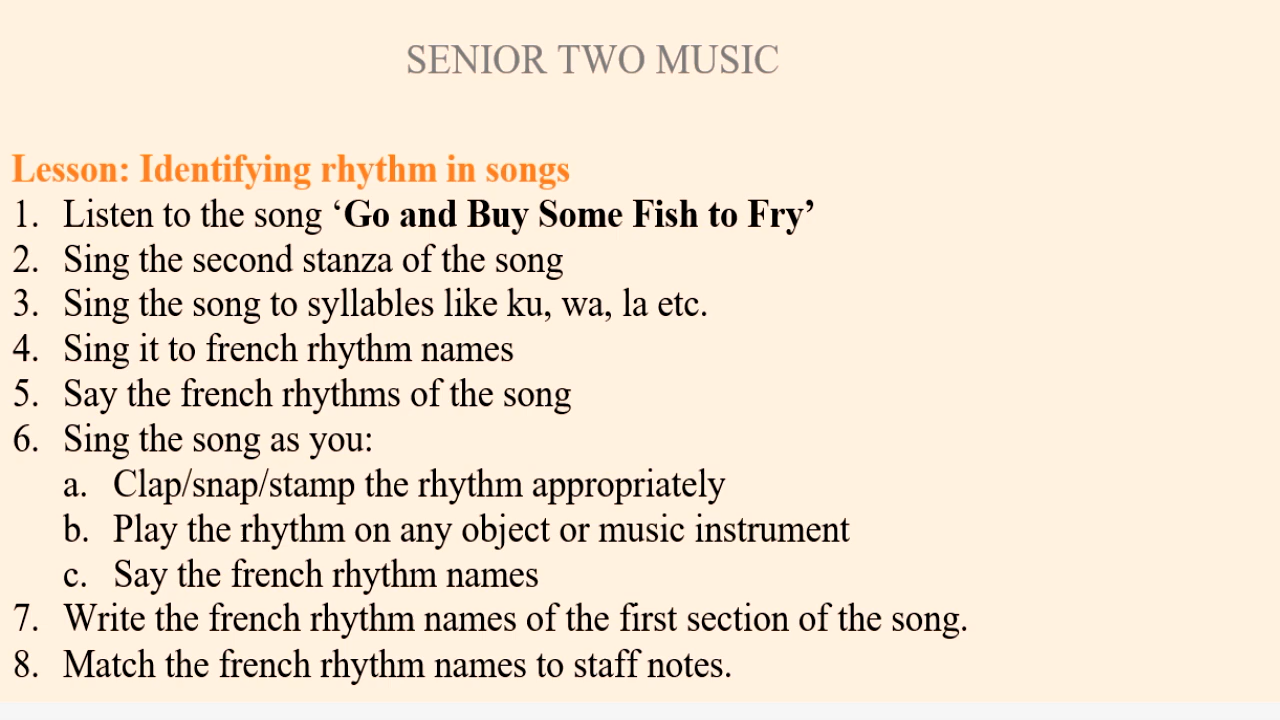 SENIOR TWO MUSIC
Lesson: Identifying rhythm in songs
1. Listen to the song ‘Go and Buy Some Fish to Fry’
2. Sing the second stanza of the song
3. Sing the song to syllables like ku, wa, la etc.
4. Sing it to french rhythm names
5. Say the french rhythms of the song
6. Sing the song as you:
a. Clap/snap/stamp the rhythm appropriately
b. Play the rhythm on any object or music instrument
c. Say the french rhythm names
7. Write the french rhythm names of the first section of the song.
8. Match the french rhythm names to staff notes.